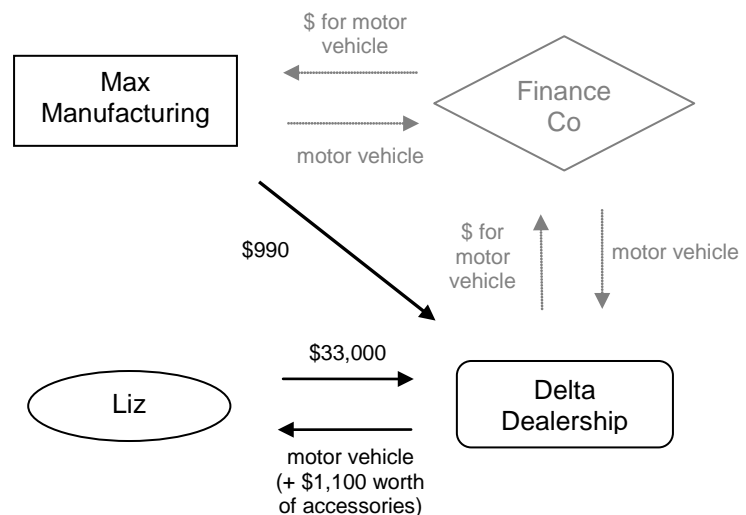 $ for motor
vehicle
Max
Manufacturing
Finance
Co
motor vehicle
$990
$ for
motor
vehicle
motor vehicle
$33,000
Liz
Delta
Dealership
motor vehicle
(+ $1,100 worth
of accessories)